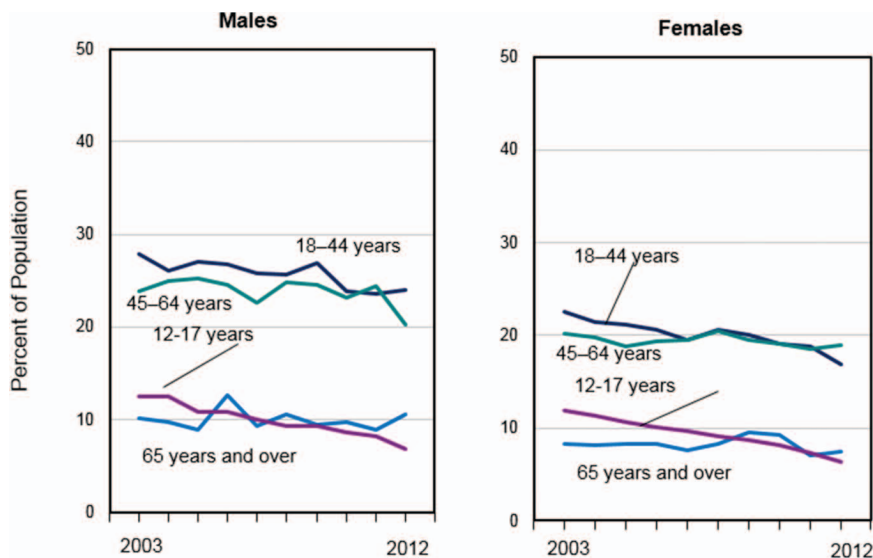 Males
50
40
30
20
10
0
Percent of Population
18–44 years
45–64 years
12-17 years
65 years and over
2003
2012
Females
50
40
30
20
10
0
18–44 years
45–64 years
12-17 years
65 years and over
2003
2012